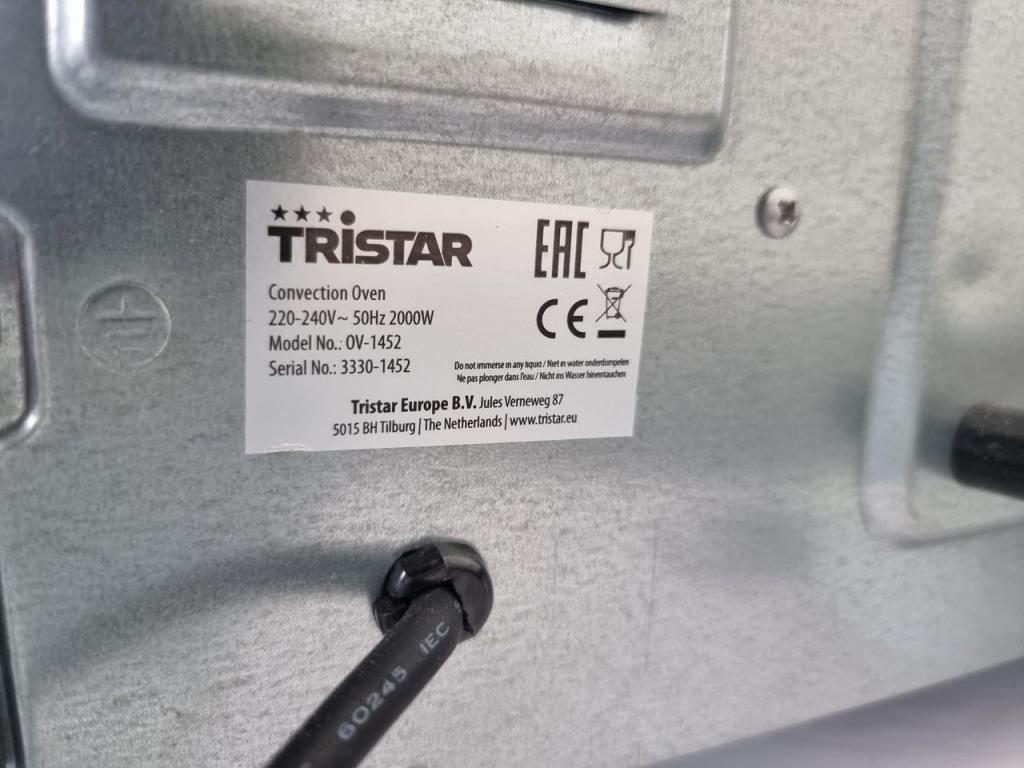 TRISTAR
EAC
CE
Convection Oven
220-240V~ 50Hz 2000W
Model No.: OV-1452
Serial No.: 3330-1452
Do not immerse in any liquid / Niet in water onderdompelen
Ne pas plonger dans l'eau / Nicht ins Wasser hineintauchen
Tristar Europe B.V. Jules Verneweg 87
5015 BH Tilburg | The Netherlands | www.tristar.eu
60245 IEC